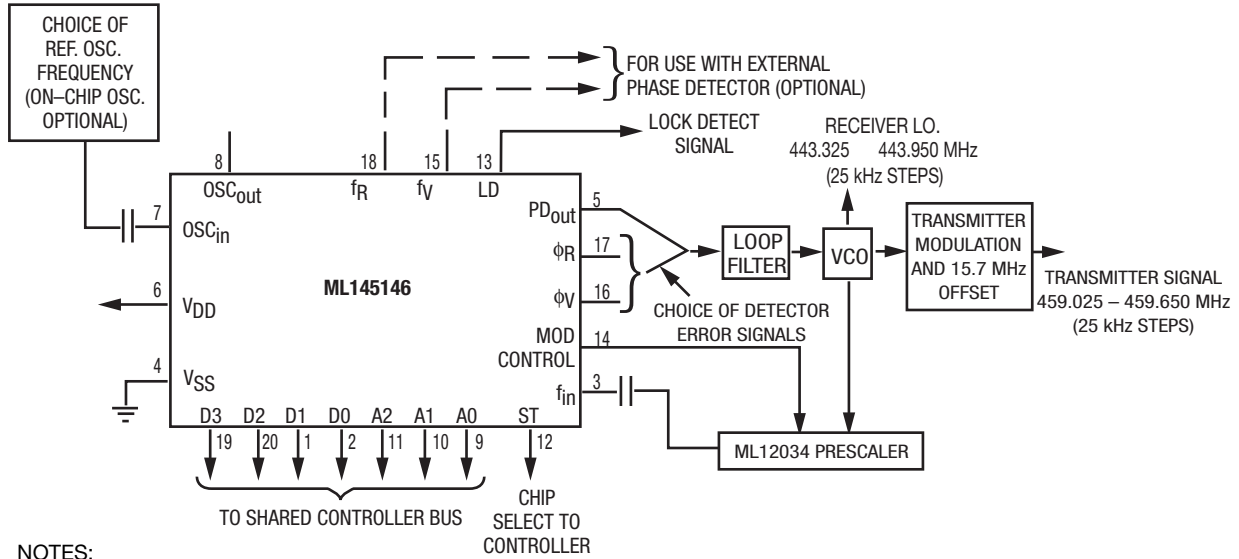 CHOICE OF
REF. OSC.
FREQUENCY
(ON–CHIP OSC.
OPTIONAL)
FOR USE WITH EXTERNAL
PHASE DETECTOR (OPTIONAL)
LOCK DETECT
SIGNAL
RECEIVER LO.
443.325 443.950 MHz
(25 kHz STEPS)
8
18
15
13
OSCout
fR
fV
LD
7
OSCin
PDout
5
ϕR
17
ϕV
16
LOOP
FILTER
VCO
TRANSMITTER
MODULATION
AND 15.7 MHz
OFFSET
TRANSMITTER SIGNAL
459.025 – 459.650 MHz
(25 kHz STEPS)
6
VDD
ML145146
CHOICE OF DETECTOR
ERROR SIGNALS
MOD
CONTROL
14
4
VSS
fin
3
D3 D2 D1 D0 A2 A1 A0 ST
19 20 1 2 11 10 9 12
ML12034 PRESCALER
TO SHARED CONTROLLER BUS
CHIP
SELECT TO
CONTROLLER
NOTES: